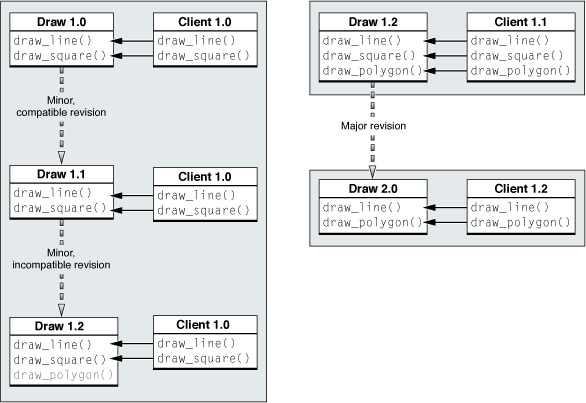 Draw 1.0
draw_line()
draw_square()
Client 1.0
draw_line()
draw_square()
Minor,
compatible revision
Draw 1.1
draw_line()
draw_square()
Client 1.0
draw_line()
draw_square()
Minor,
incompatible revision
Draw 1.2
draw_line()
draw_square()
draw_polygon()
Client 1.0
draw_line()
draw_square()
Draw 1.2
draw_line()
draw_square()
draw_polygon()
Client 1.1
draw_line()
draw_square()
draw_polygon()
Major revision
Draw 2.0
draw_line()
draw_polygon()
Client 1.2
draw_line()
draw_polygon()